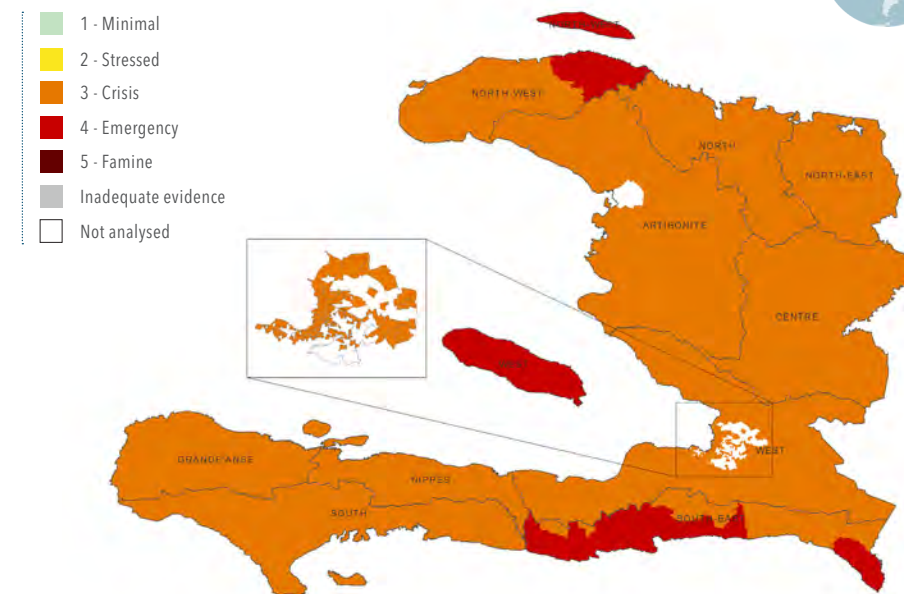 1 - Minimal
2 - Stressed
3 - Crisis
4 - Emergency
5 - Famine
Inadequate evidence
Not analysed
NORTH-WEST
NORTH
NORTH-EAST
ARTIBONITE
CENTRE
WEST
GRANDE-ANSE
NIPPES
SOUTH
SOUTH-EAST